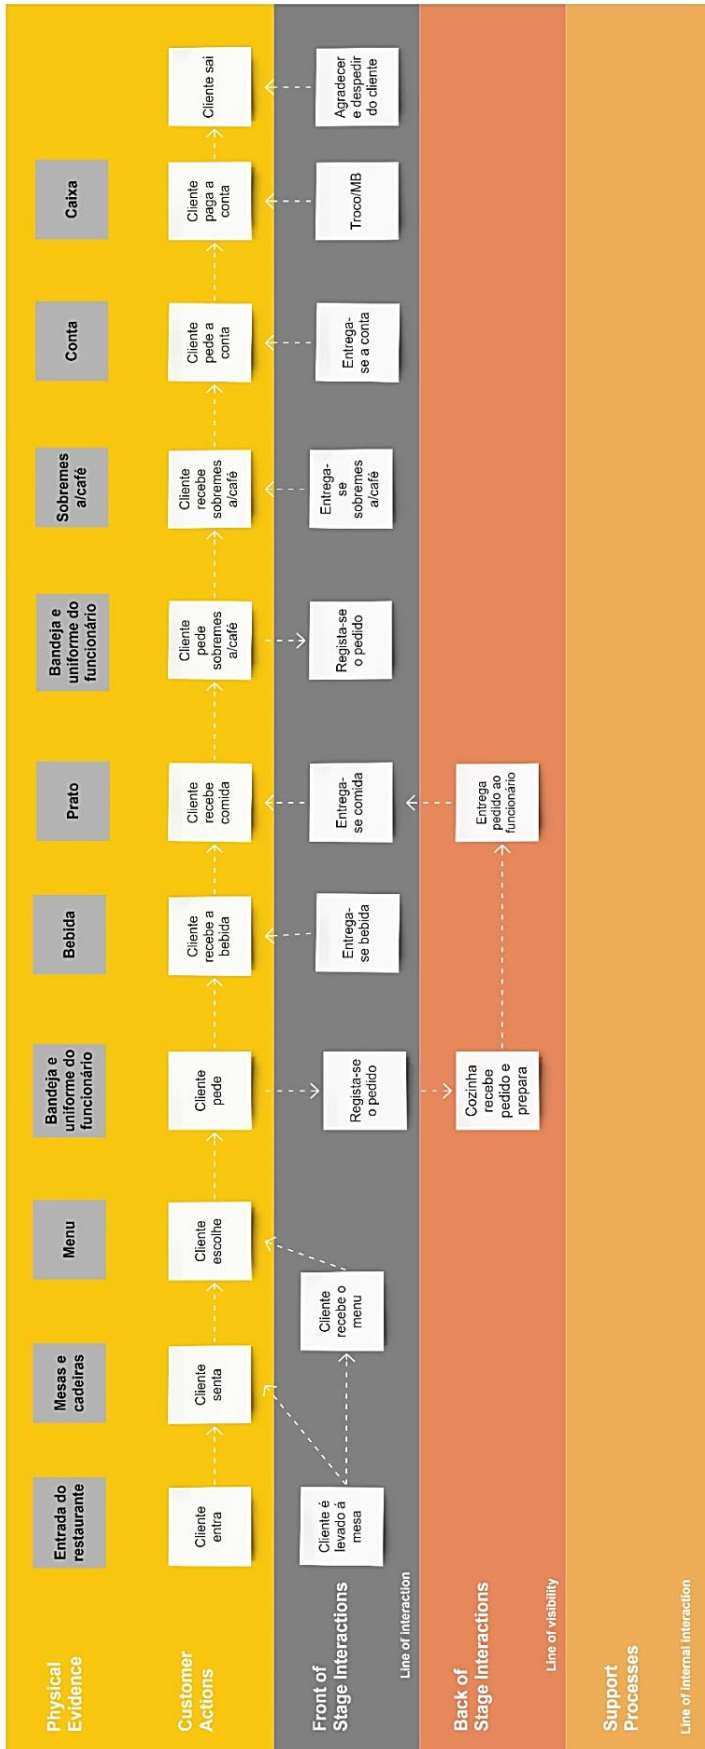 Physical
Evidence
Entrada do
restaurante
Mesas e
cadeiras
Menu
Bandeja e
uniforme do
funcionário
Bebida
Prato
Bandeja e
uniforme do
funcionário
Sobremes
a/café
Conta
Caixa
Customer
Actions
Cliente
entra
Cliente
senta
Cliente
escolhe
Cliente
pede
Cliente
recebe a
bebida
Cliente
recebe
comida
Cliente
pede
sobremes
a/café
Cliente
recebe
sobremes
a/café
Cliente
pede a
conta
Cliente
paga a
conta
Cliente sai
Front of
Stage Interactions
Cliente é
levado á
mesa
Cliente
recebe o
menu
Regista-se
o pedido
Entrega-
se bebida
Entrega-
se comida
Regista-se
o pedido
Entrega-
se
sobremes
a/café
Entrega-
se a conta
Troco/MB
Agradecer
e despedir
do cliente
Line of interaction
Back of
Stage Interactions
Cozinha
recebe
pedido e
prepara
Entrega
pedido ao
funcionário
Line of visibility
Support
Processes
Line of internal interaction